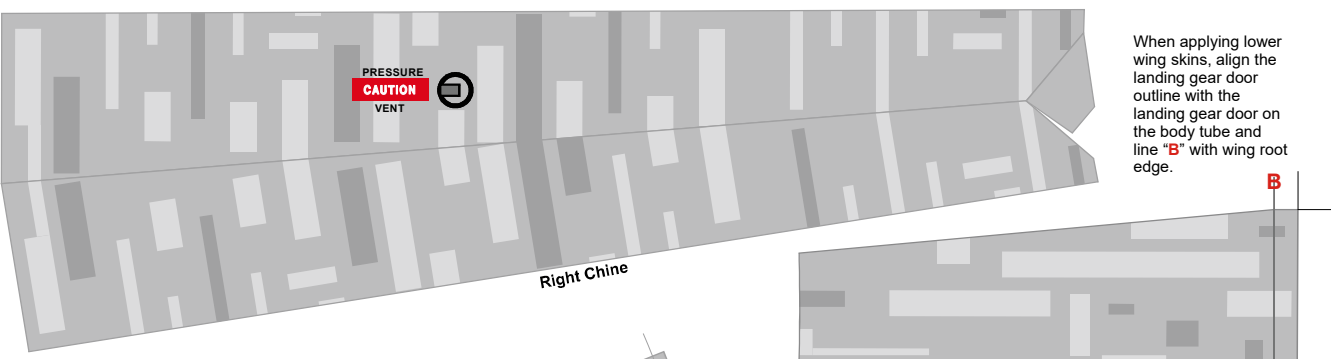 PRESSURE
CAUTION
VENT
When applying lower
wing skins, align the
landing gear door
outline with the
landing gear door on
the body tube and
line “B” with wing root
edge.
B
Right Chine